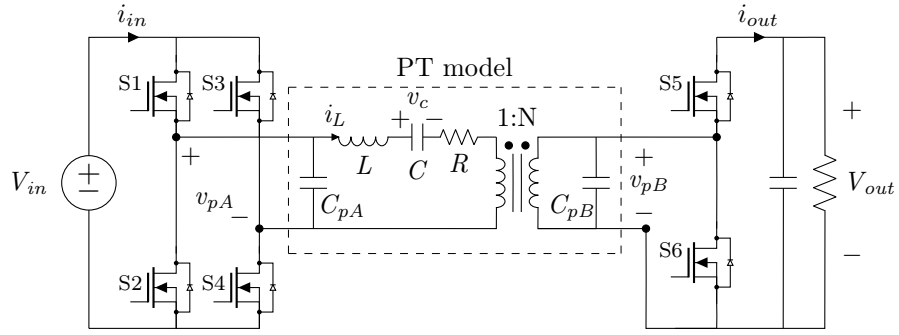 i_in
i_out
PT model
S1
S3
S5
v_c
+
−
1:N
i_L
+
L
C
R
+
+
V_in
+
−
v_pA
−
C_pA
C_pB
v_pB
−
V_out
S6
−
S2
S4